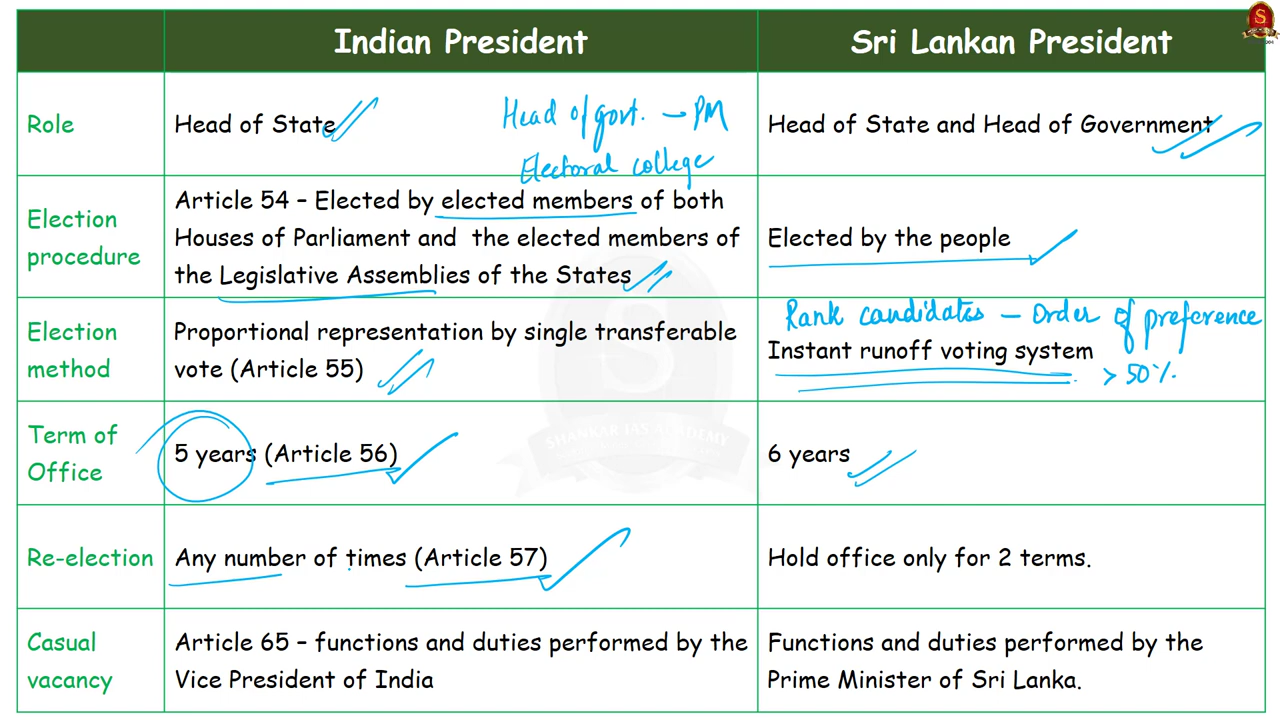 Indian President
Sri Lankan President
Role
Head of State
Head of govt. – PM
Electoral college
Head of State and Head of Government
Election
procedure
Article 54 – Elected by elected members of both
Houses of Parliament and the elected members of
the Legislative Assemblies of the States
Elected by the people
Election
method
Proportional representation by single transferable
vote (Article 55)
Rank candidates – Order of preference
Instant runoff voting system
> 50%
Term of
Office
5 years (Article 56)
6 years
Re-election
Any number of times (Article 57)
Hold office only for 2 terms.
Casual
vacancy
Article 65 – functions and duties performed by the
Vice President of India
Functions and duties performed by the
Prime Minister of Sri Lanka.
SHANKAR IAS ACADEMY
S